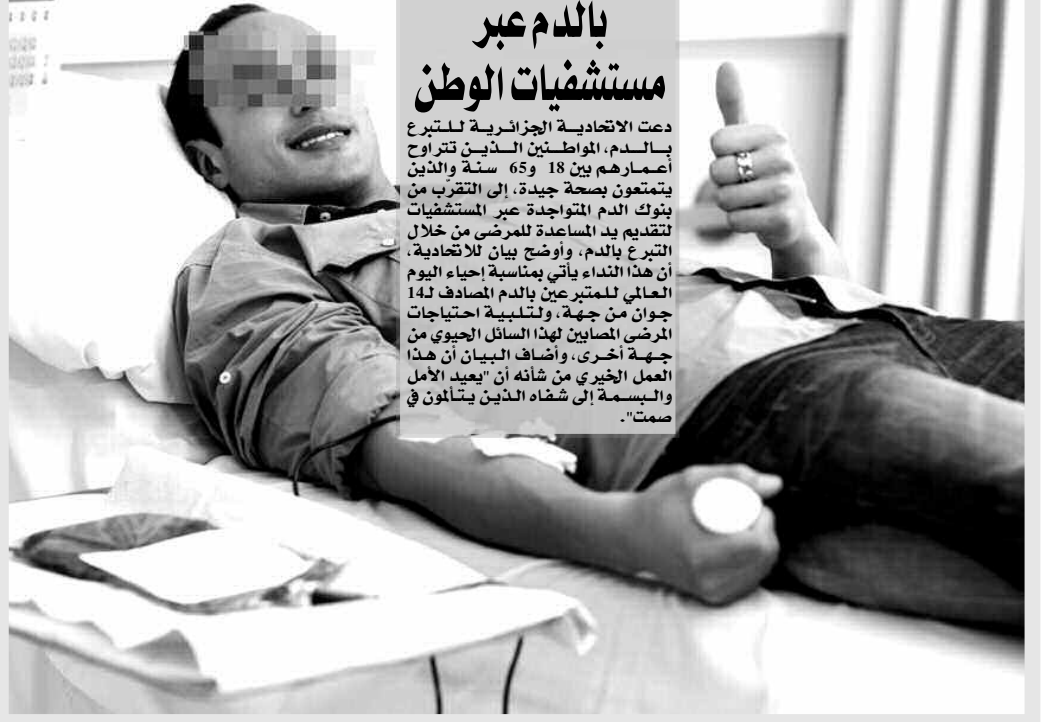 بالدم عبر
مستشفيات الوطن
دعت الاتحادية الجزائرية للتبرع
بالدم، المواطنين الذين تتراوح
أعمارهم بين 18 و65 سنة والذين
يتمتعون بصحة جيدة، إلى التقرّب من
بنوك الدم المتواجدة عبر المستشفيات
لتقديم يد المساعدة للمرضى من خلال
التبرع بالدم، وأوضح بيان للاتحادية،
أن هذا النداء يأتي بمناسبة إحياء اليوم
العالمي للمتبرعين بالدم المصادف لـ14
جوان من جهة، ولتلبية احتياجات
المرضى المصابين لهذا السائل الحيوي من
جهة أخرى، وأضاف البيان أن هذا
العمل الخيري من شأنه أن "يعيد الأمل
والبسمة إلى شفاه الذين يتألمون في
صمت".